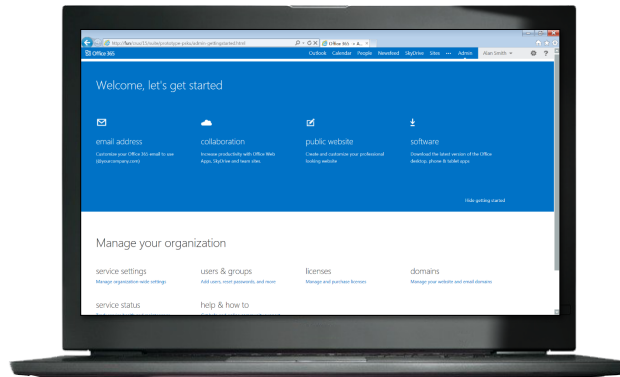 Office 365 - v A...
Office 365
Outlook Calendar People Newsfeed SkyDrive Sites ••• Admin Alan Smith
?
Welcome, let's get started
email address
Customize your Office 365 email to use
(@yourcompany.com)
collaboration
Increase productivity with Office Web
Apps, SkyDrive and team sites
public website
Create and customize your professional
looking website
software
Download the latest version of the Office
desktop, phone & tablet apps
Hide getting started
Manage your organization
service settings
Manage organization-wide settings
users & groups
Add users, reset passwords, and more
licenses
Manage and purchase licenses
domains
Manage your website and email domains
service status
help & how to